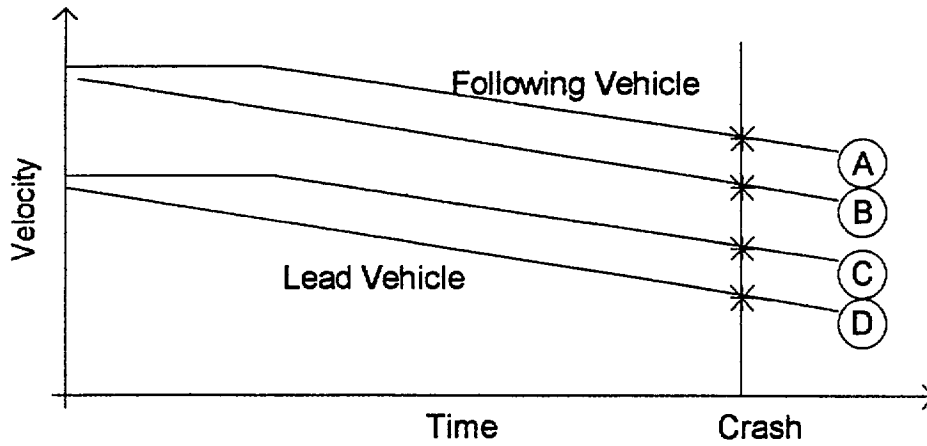 Following Vehicle
A
B
Velocity
C
Lead Vehicle
D
Time
Crash